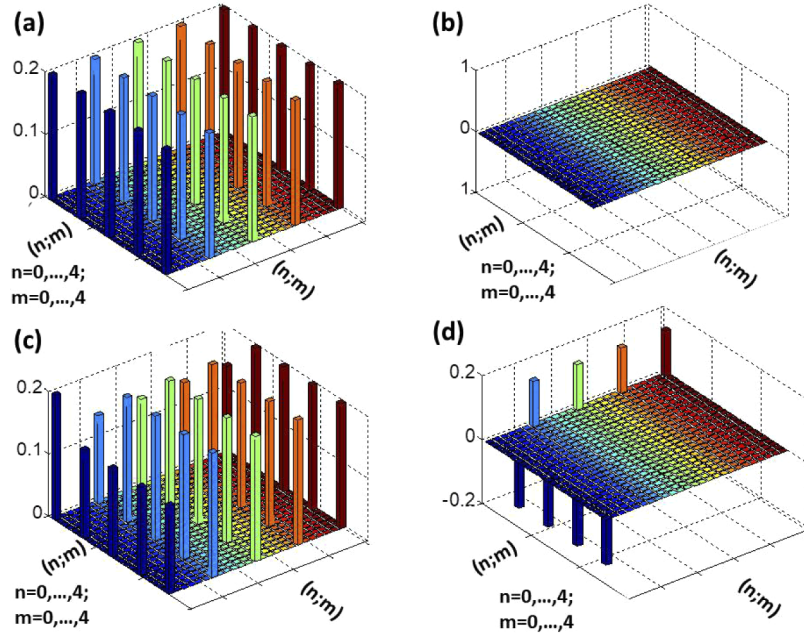 (a)
0.2
0.1
0
(n;m)
n=0,...,4;
m=0,...,4
(n;m)
(b)
1
0
1
(n;m)
n=0,...,4;
m=0,...,4
(n;m)
(c)
0.2
0.1
0
(n;m)
n=0,...,4;
m=0,...,4
(n;m)
(d)
0.2
0
-0.2
(n;m)
n=0,...,4;
m=0,...,4
(n;m)